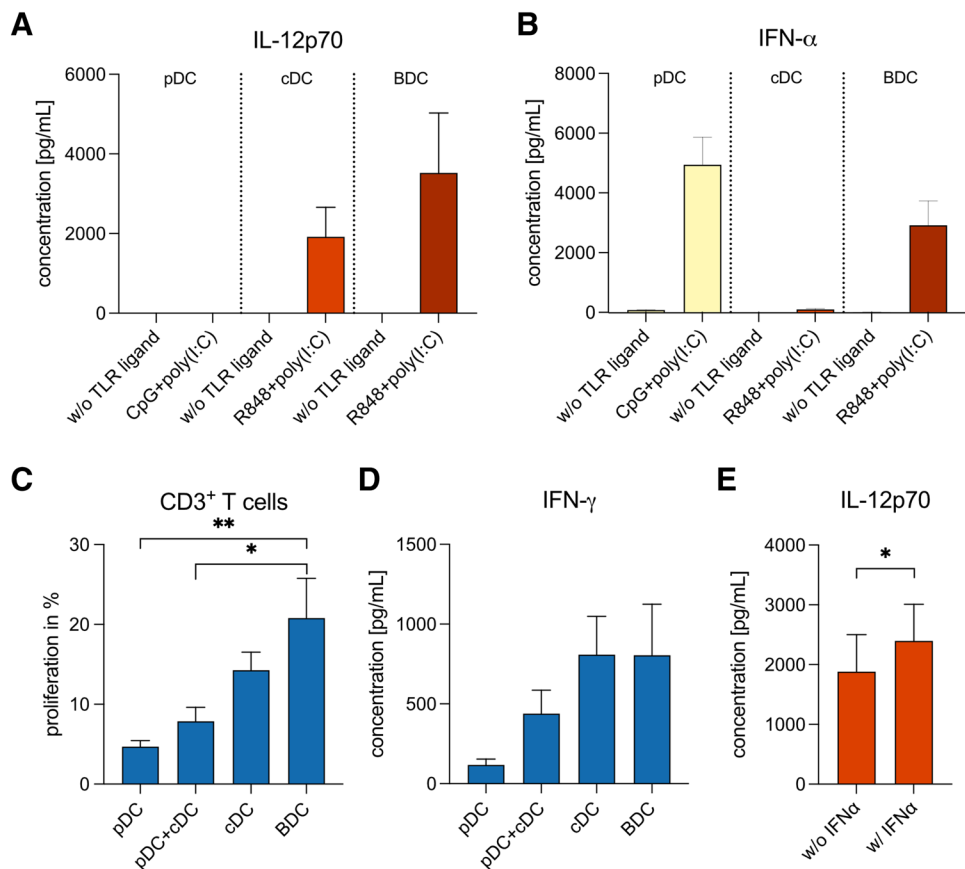 A
IL-12p70
pDC
cDC
BDC
concentration [pg/mL]
6000
4000
2000
0
w/o TLR ligand
CpG+poly(I:C)
w/o TLR ligand
R848+poly(I:C)
w/o TLR ligand
R848+poly(I:C)
B
IFN-α
pDC
cDC
BDC
concentration [pg/mL]
8000
6000
4000
2000
0
w/o TLR ligand
CpG+poly(I:C)
w/o TLR ligand
R848+poly(I:C)
w/o TLR ligand
R848+poly(I:C)
C
CD3⁺ T cells
**
*
proliferation in %
30
20
10
0
pDC
pDC+cDC
cDC
BDC
D
IFN-γ
concentration [pg/mL]
1500
1000
500
0
pDC
pDC+cDC
cDC
BDC
E
IL-12p70
*
concentration [pg/mL]
4000
3000
2000
1000
0
w/o IFNα
w/ IFNα